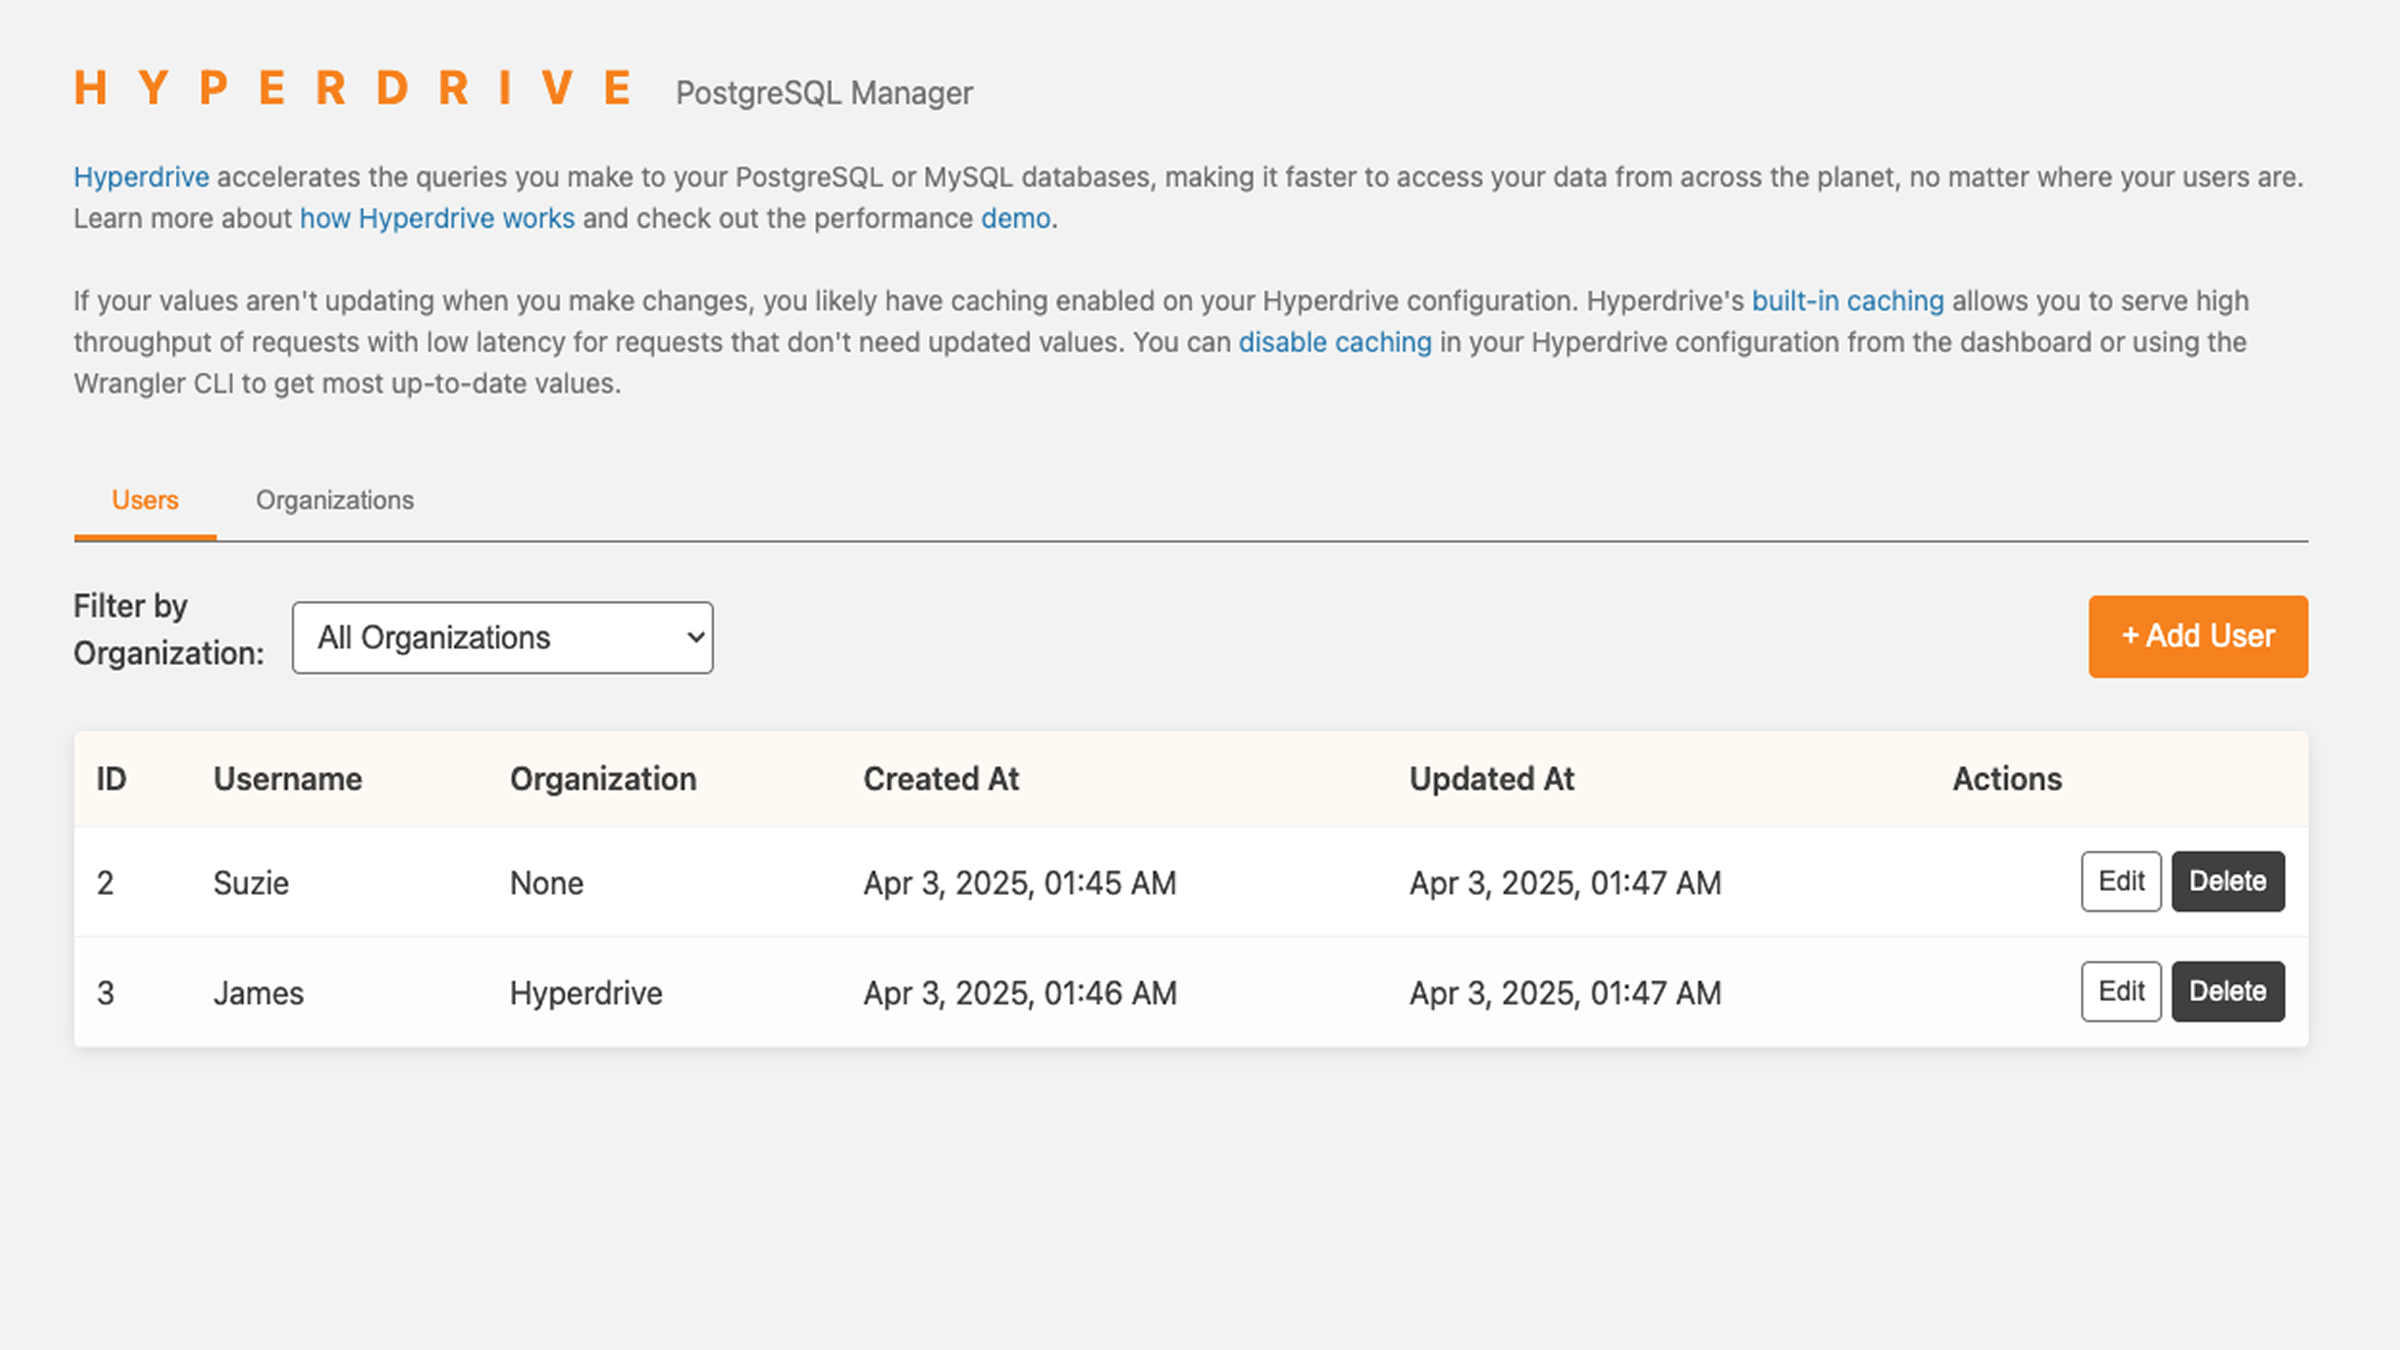 HYPERDRIVE PostgreSQL Manager
Hyperdrive accelerates the queries you make to your PostgreSQL or MySQL databases, making it faster to access your data from across the planet, no matter where your users are.
Learn more about how Hyperdrive works and check out the performance demo.
If your values aren't updating when you make changes, you likely have caching enabled on your Hyperdrive configuration. Hyperdrive's built-in caching allows you to serve high
throughput of requests with low latency for requests that don't need updated values. You can disable caching in your Hyperdrive configuration from the dashboard or using the
Wrangler CLI to get most up-to-date values.
Users Organizations
Filter by
Organization:
All Organizations
+ Add User
ID Username Organization Created At Updated At Actions
2 Suzie None Apr 3, 2025, 01:45 AM Apr 3, 2025, 01:47 AM Edit Delete
3 James Hyperdrive Apr 3, 2025, 01:46 AM Apr 3, 2025, 01:47 AM Edit Delete